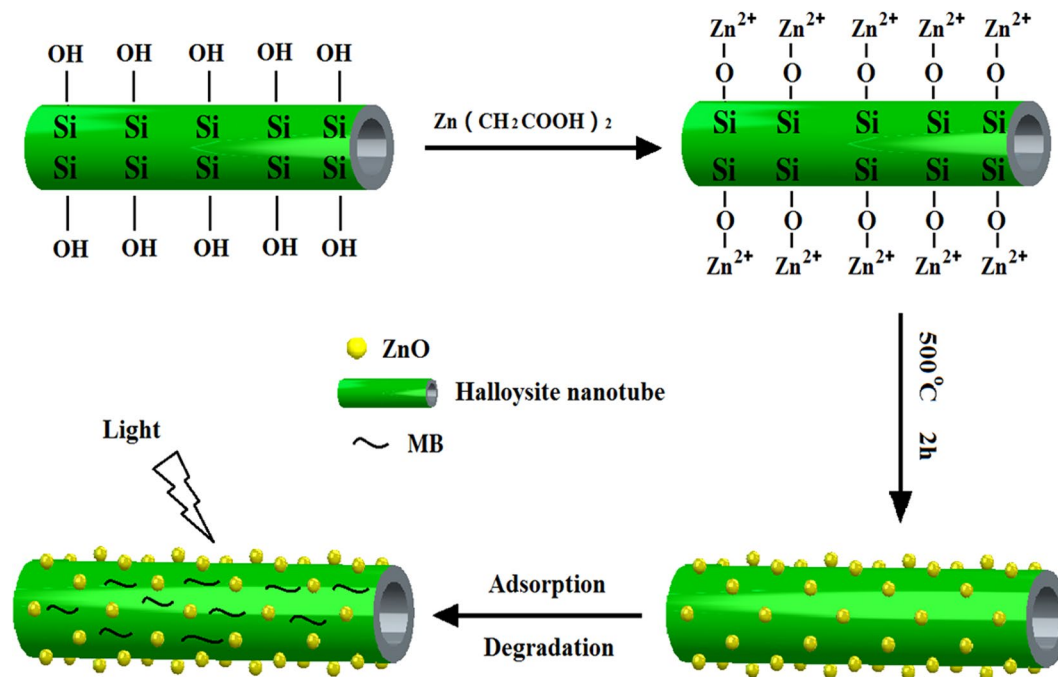 OH OH OH OH OH
Si Si Si Si Si
Si Si Si Si Si
OH OH OH OH OH
Zn ( CH2COOH ) 2
Zn2+ Zn2+ Zn2+ Zn2+ Zn2+
O O O O O
Si Si Si Si Si
Si Si Si Si Si
O O O O O
Zn2+ Zn2+ Zn2+ Zn2+ Zn2+
500°C 2h
ZnO
Halloysite nanotube
MB
Light
Adsorption
Degradation